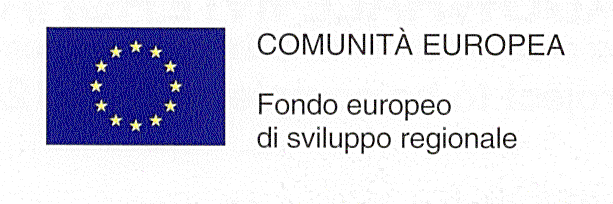 COMUNITÀ EUROPEA
Fondo europeo
di sviluppo regionale